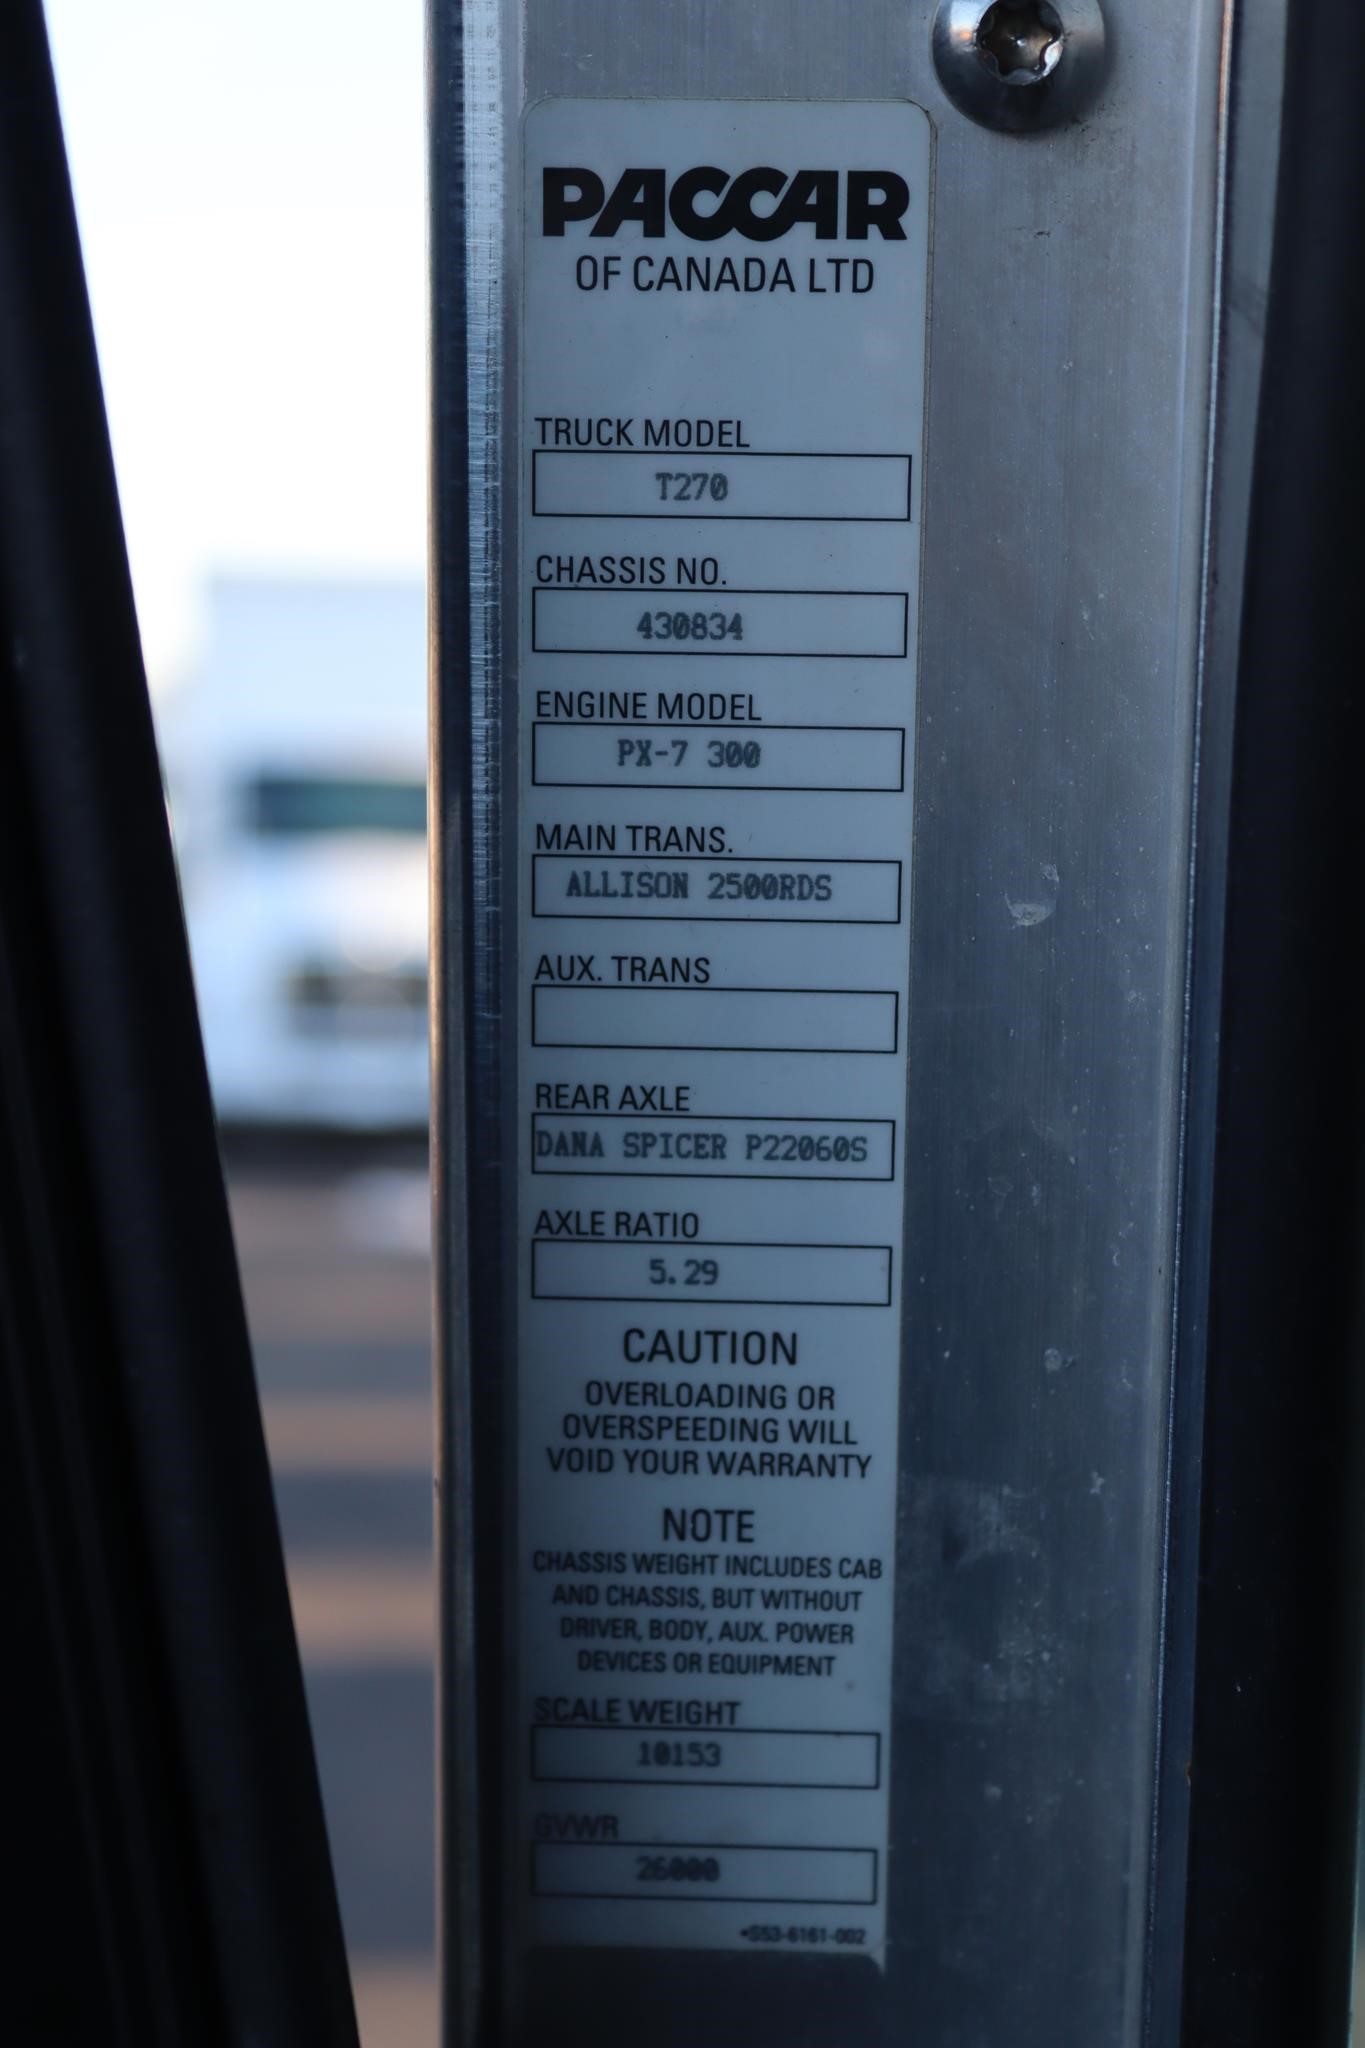 PACCAR
OF CANADA LTD
TRUCK MODEL
T270
CHASSIS NO.
430834
ENGINE MODEL
PX-7 300
MAIN TRANS.
ALLISON 2500RDS
AUX. TRANS
REAR AXLE
DANA SPICER P22060S
AXLE RATIO
5.29
CAUTION
OVERLOADING OR
OVERSPEEDING WILL
VOID YOUR WARRANTY
NOTE
CHASSIS WEIGHT INCLUDES CAB
AND CHASSIS, BUT WITHOUT
DRIVER, BODY, AUX. POWER
DEVICES OR EQUIPMENT
SCALE WEIGHT
10153
GVWR
26000
•S53-6161-002